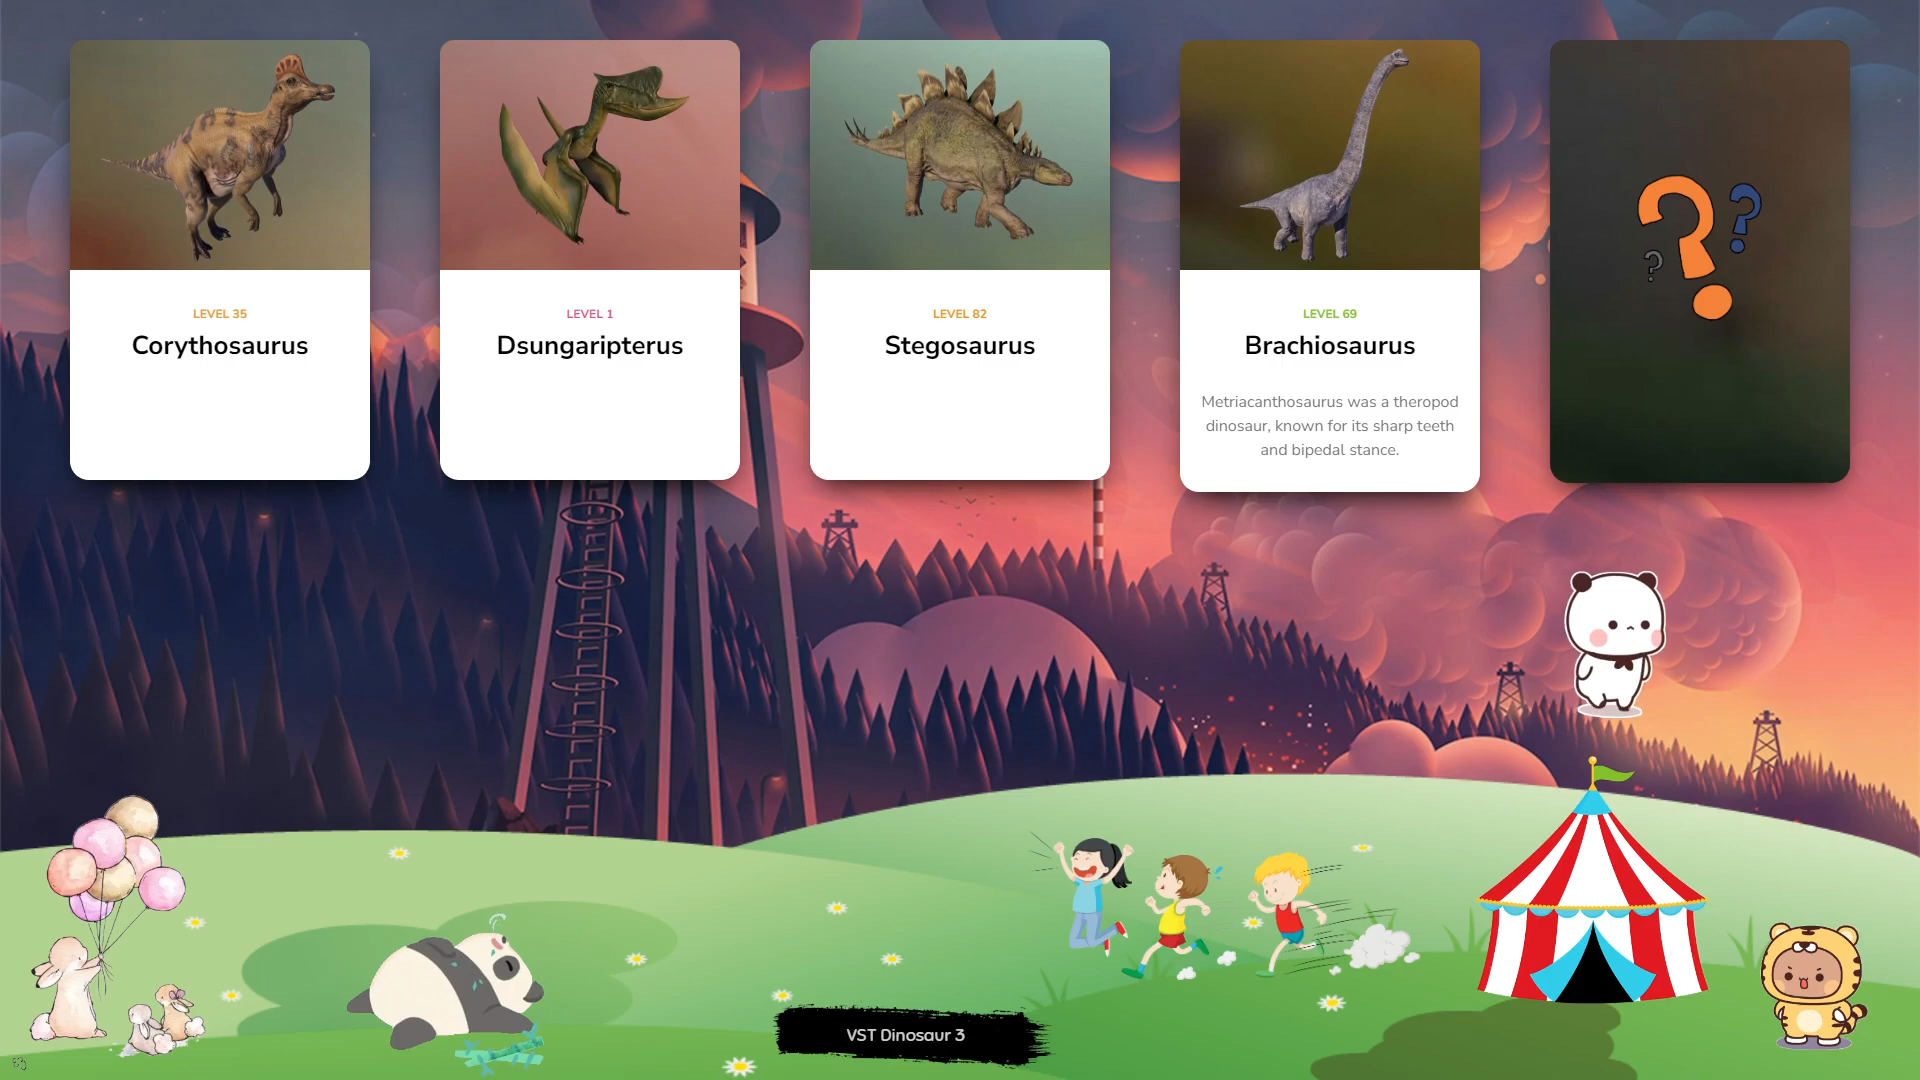 LEVEL 35
Corythosaurus
LEVEL 1
Dsungaripterus
LEVEL 82
Stegosaurus
LEVEL 69
Brachiosaurus
Metriacanthosaurus was a theropod
dinosaur, known for its sharp teeth
and bipedal stance.
???
VST Dinosaur 3